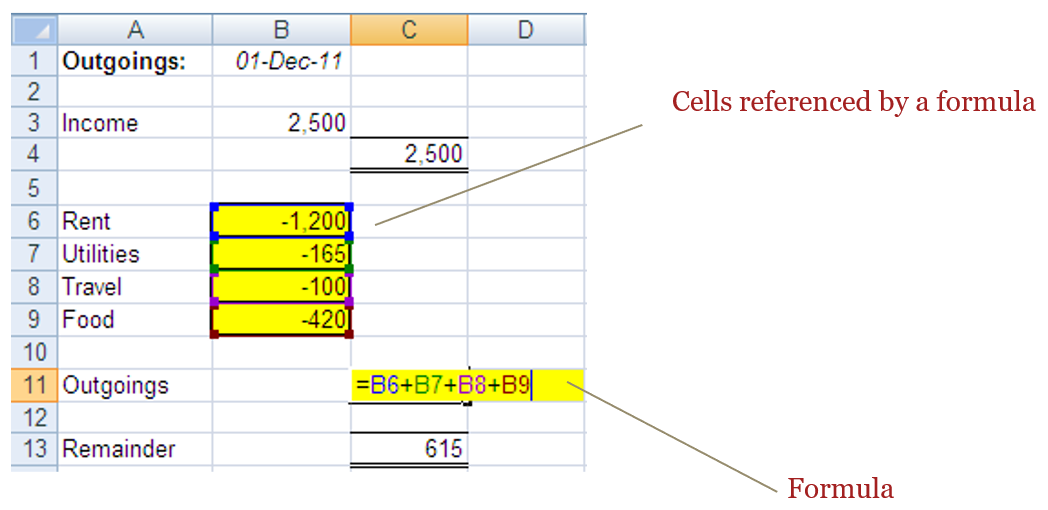 A B C D
1 Outgoings: 01-Dec-11
2
3 Income 2,500
4 2,500
5
6 Rent -1,200
7 Utilities -165
8 Travel -100
9 Food -420
10
11 Outgoings =B6+B7+B8+B9
12
13 Remainder 615
Cells referenced by a formula
Formula